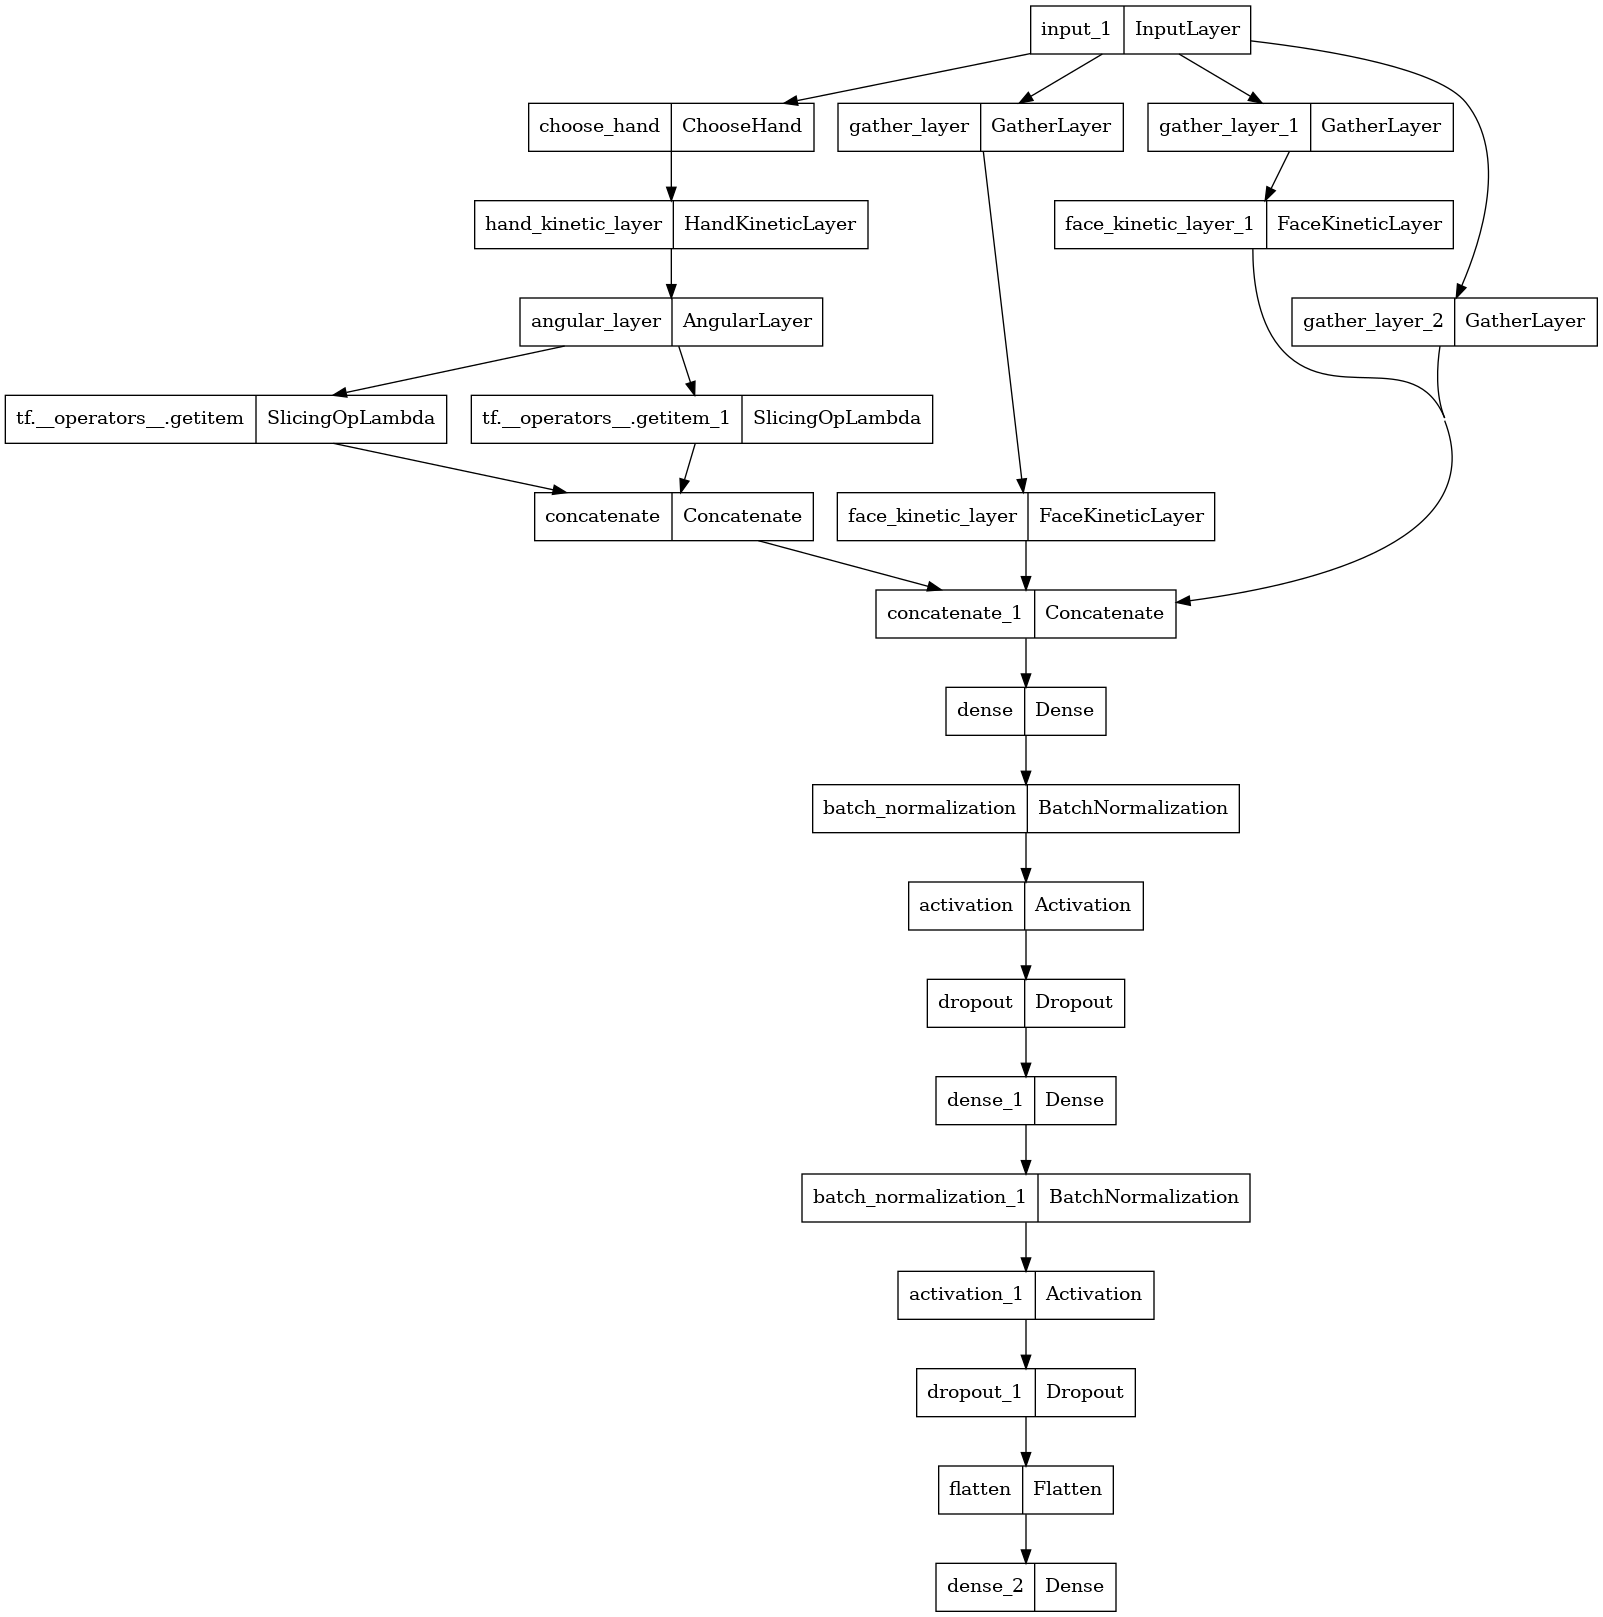 input_1 InputLayer
choose_hand ChooseHand
gather_layer GatherLayer
gather_layer_1 GatherLayer
hand_kinetic_layer HandKineticLayer
face_kinetic_layer_1 FaceKineticLayer
angular_layer AngularLayer
gather_layer_2 GatherLayer
tf.__operators__.getitem SlicingOpLambda
tf.__operators__.getitem_1 SlicingOpLambda
concatenate Concatenate
face_kinetic_layer FaceKineticLayer
concatenate_1 Concatenate
dense Dense
batch_normalization BatchNormalization
activation Activation
dropout Dropout
dense_1 Dense
batch_normalization_1 BatchNormalization
activation_1 Activation
dropout_1 Dropout
flatten Flatten
dense_2 Dense